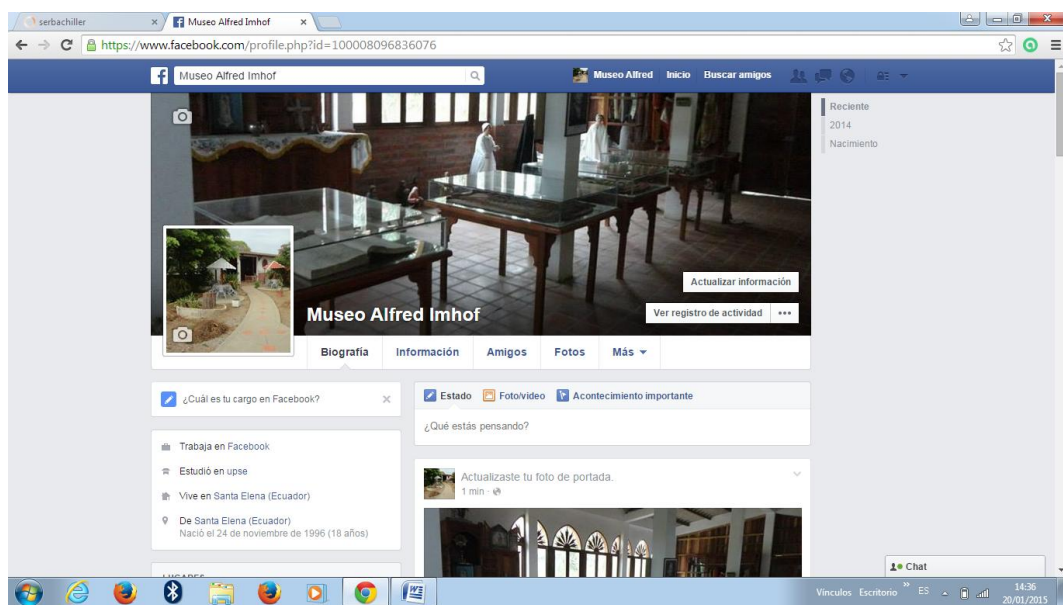 serbachiller
Museo Alfred Imhof
https://www.facebook.com/profile.php?id=100008096836076
Museo Alfred Imhof
Museo Alfred Inicio Buscar amigos
Reciente
2014
Nacimiento
Actualizar información
Museo Alfred Imhof
Ver registro de actividad
Biografía Información Amigos Fotos Más
¿Cuál es tu cargo en Facebook?
Estado Foto/video Acontecimiento importante
¿Qué estás pensando?
Trabaja en Facebook
Estudió en upse
Vive en Santa Elena (Ecuador)
De Santa Elena (Ecuador)
Nació el 24 de noviembre de 1996 (18 años)
Actualizaste tu foto de portada.
1 min
Chat
Vínculos Escritorio ES 14:36
20/01/2015